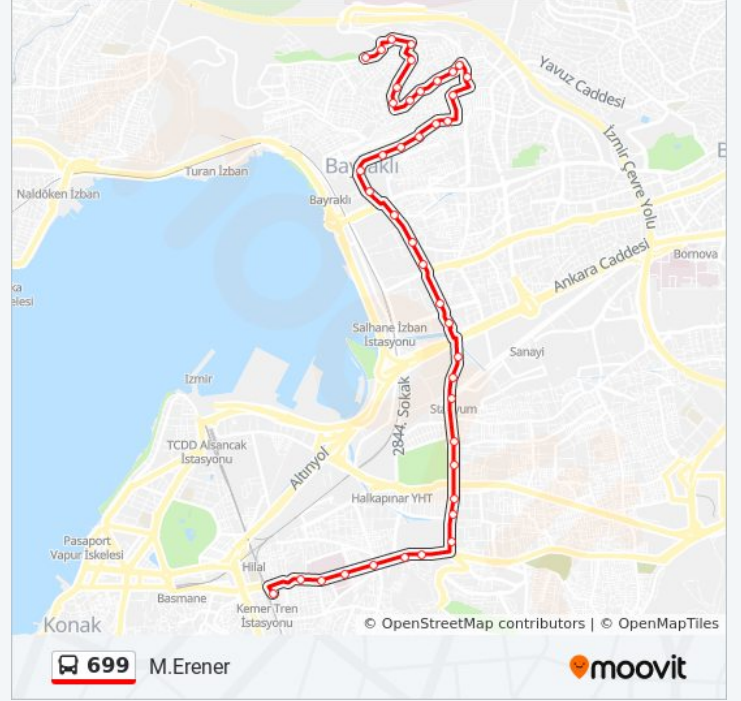 Yavuz Caddesi
İzmir Çevre Yolu
Bayraklı
Turan İzban
Naldöken İzban
Bayraklı
Bornova
Ankara Caddesi
Salhane İzban
İstasyonu
Sanayi
Izmir
2844. Sokak
TCDD Alsancak
İstasyonu
Altınyol
Halkapınar YHT
Pasaport
Vapur İskelesi
Hilal
Basmane
Kemer Tren
İstasyonu
Konak
© OpenStreetMap contributors | © OpenMapTiles
699 M.Erener
moovit